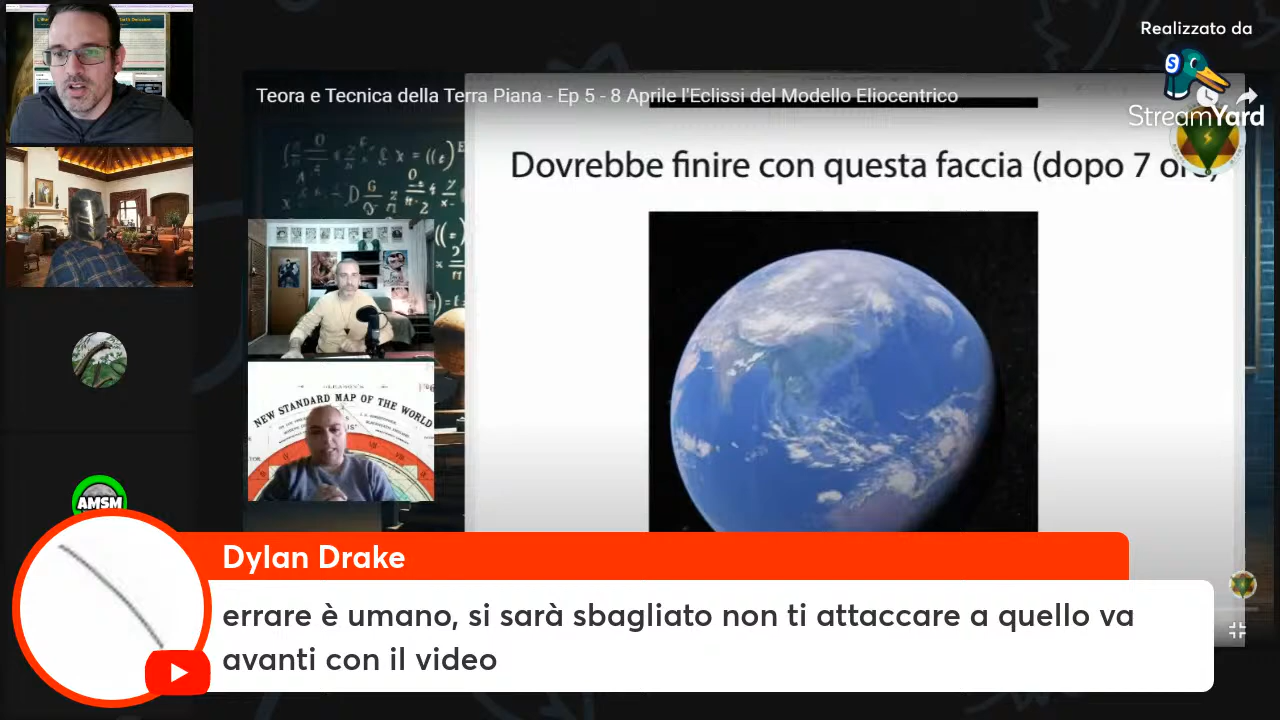 Realizzato da
StreamYard
Teora e Tecnica della Terra Piana - Ep 5 - 8 Aprile l'Eclissi del Modello Eliocentrico
Dovrebbe finire con questa faccia (dopo 7
NEW STANDARD MAP OF THE WORLD
AMSM
Dylan Drake
errare è umano, si sarà sbagliato non ti attaccare a quello va
avanti con il video